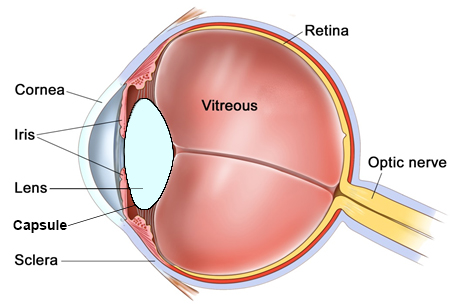 Retina
Cornea
Vitreous
Iris
Optic nerve
Lens
Capsule
Sclera